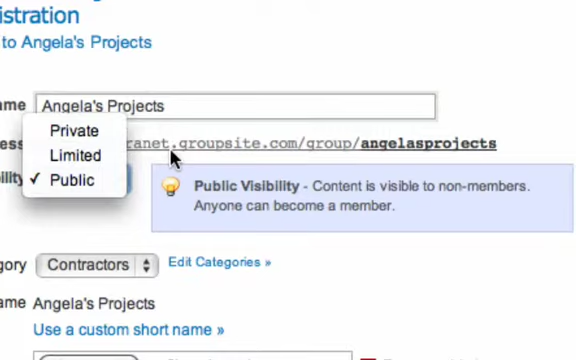 istration
to Angela's Projects
ame Angela's Projects
Private
ess ranet.groupsite.com/group/angelasprojects
Limited
ility ✓ Public
Public Visibility - Content is visible to non-members.
Anyone can become a member.
gory Contractors Edit Categories »
ame Angela's Projects
Use a custom short name »